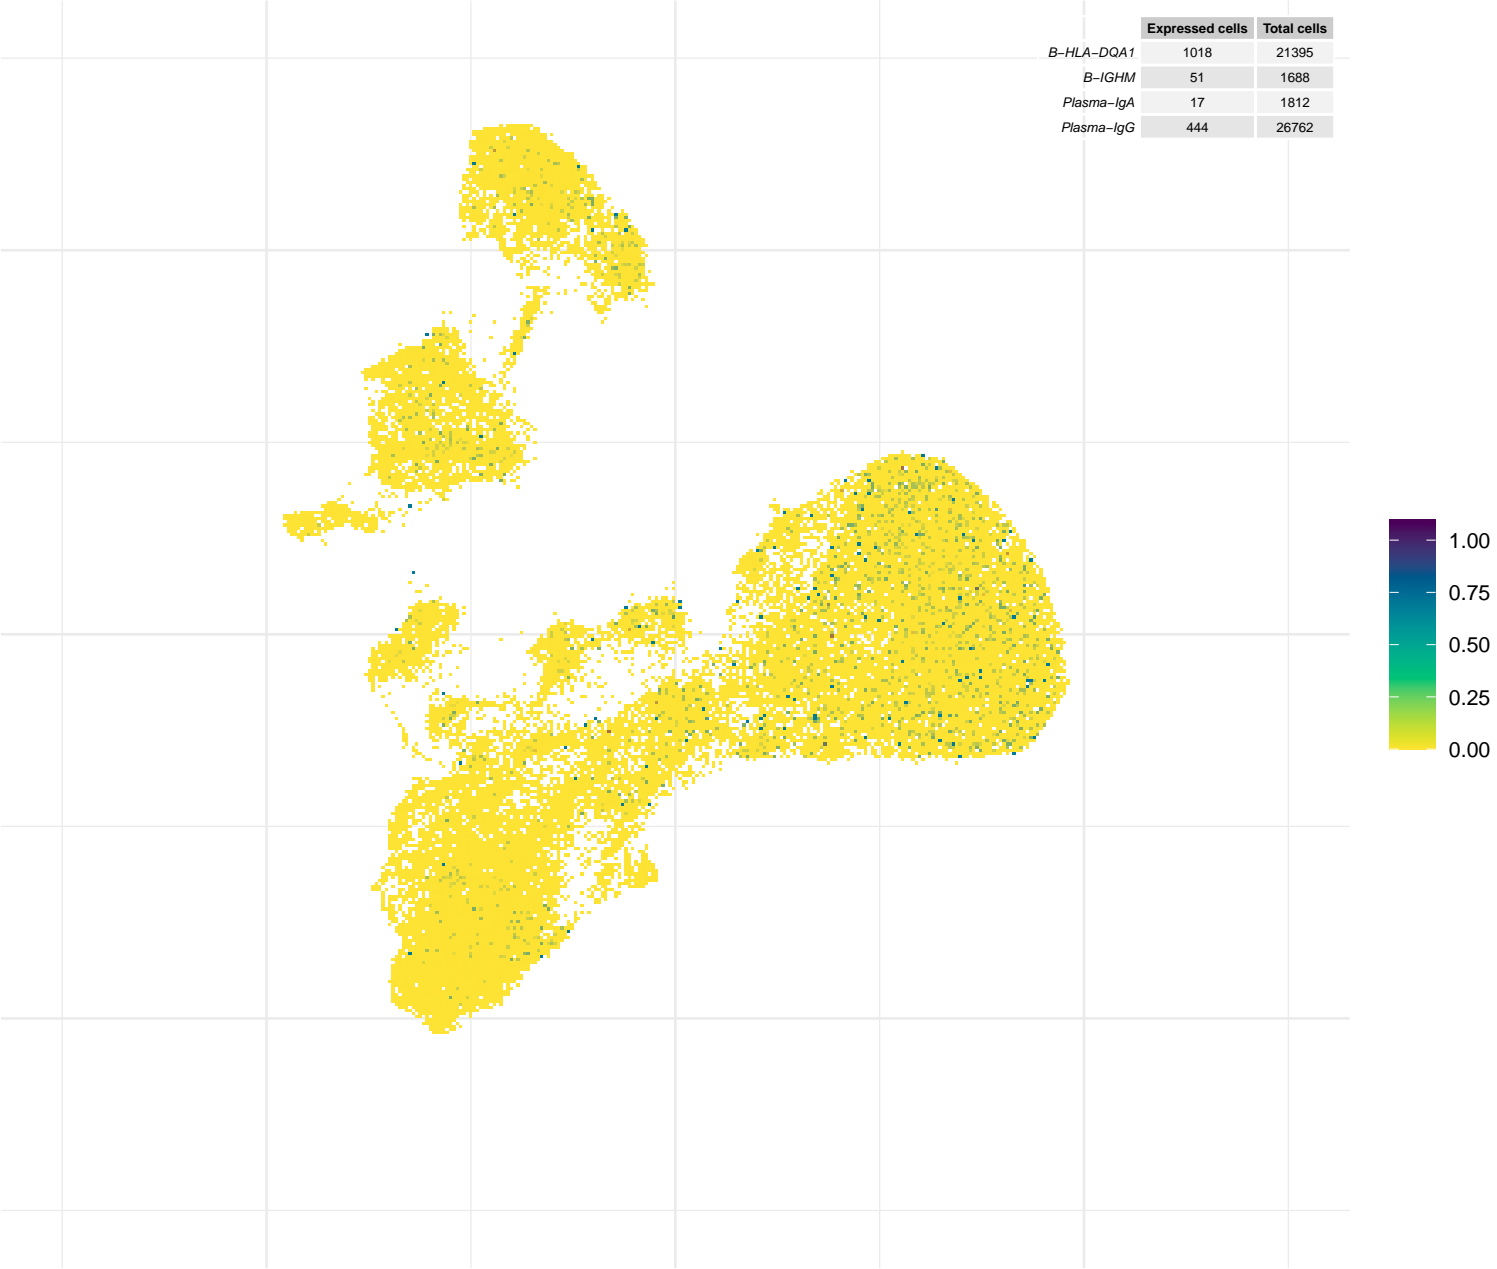 Expressed cells Total cells
B−HLA−DQA1 1018 21395
B−IGHM 51 1688
Plasma−IgA 17 1812
Plasma−IgG 444 26762
1.00
0.75
0.50
0.25
0.00